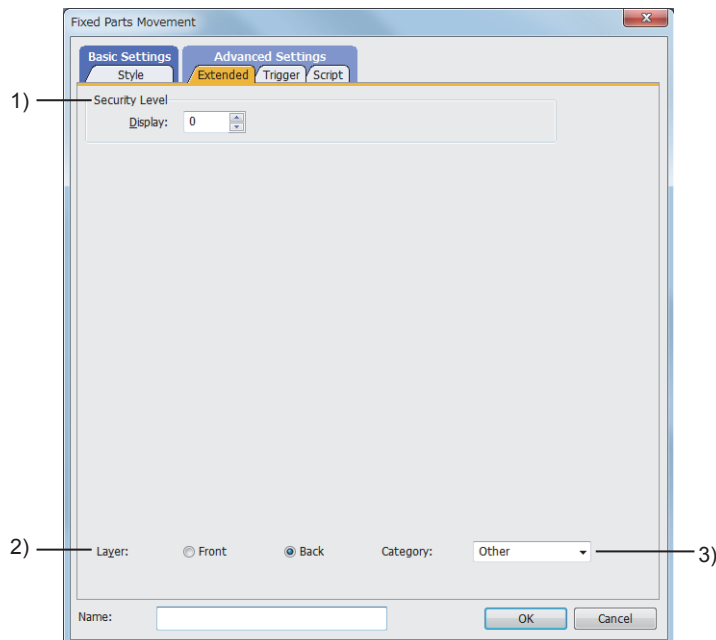 Fixed Parts Movement
x
Basic Settings Advanced Settings
Style Extended Trigger Script
1) Security Level
Display: 0
2) Layer: Front Back Category: Other 3)
Name: OK Cancel